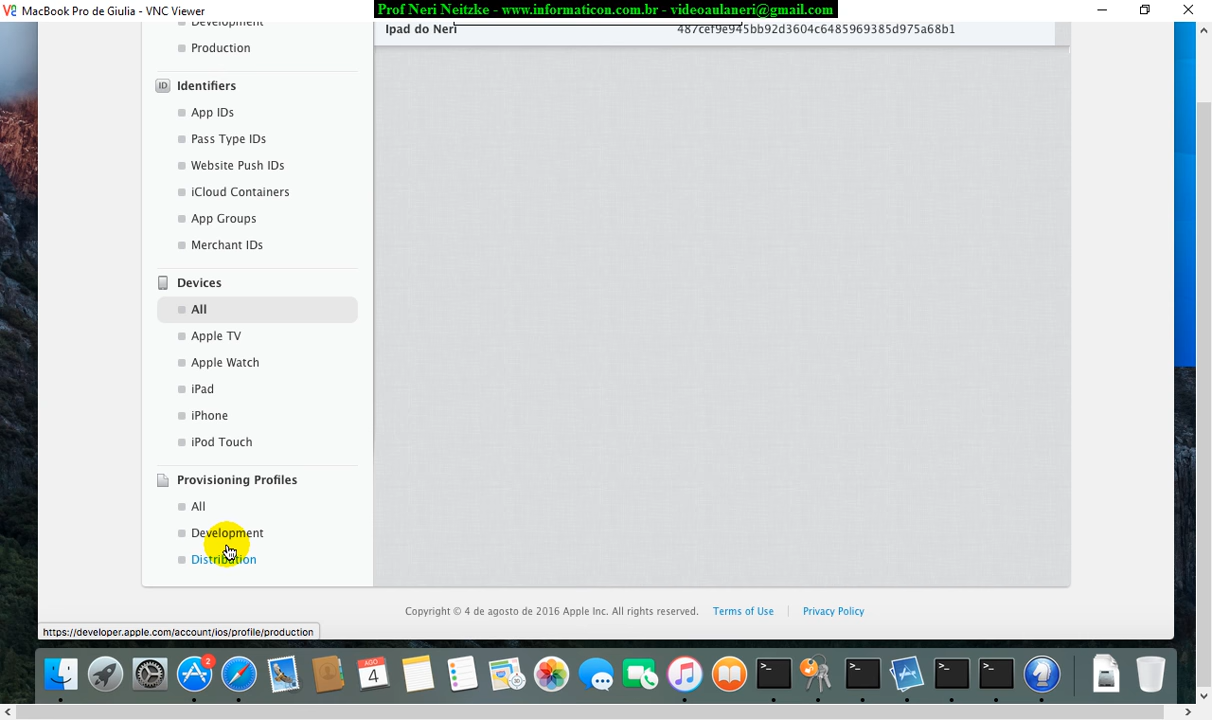 MacBook Pro de Giulia - VNC Viewer
Prof Neri Neitzke - www.informaticon.com.br - videoaulaneri@gmail.com
Development
Ipad do Neri
487cef9e945bb92d3604c6485969385d975a68b1
Production
ID Identifiers
App IDs
Pass Type IDs
Website Push IDs
iCloud Containers
App Groups
Merchant IDs
Devices
All
Apple TV
Apple Watch
iPad
iPhone
iPod Touch
Provisioning Profiles
All
Development
Distribution
Copyright © 4 de agosto de 2016 Apple Inc. All rights reserved. Terms of Use Privacy Policy
https://developer.apple.com/account/ios/profile/production
2
AGO
4